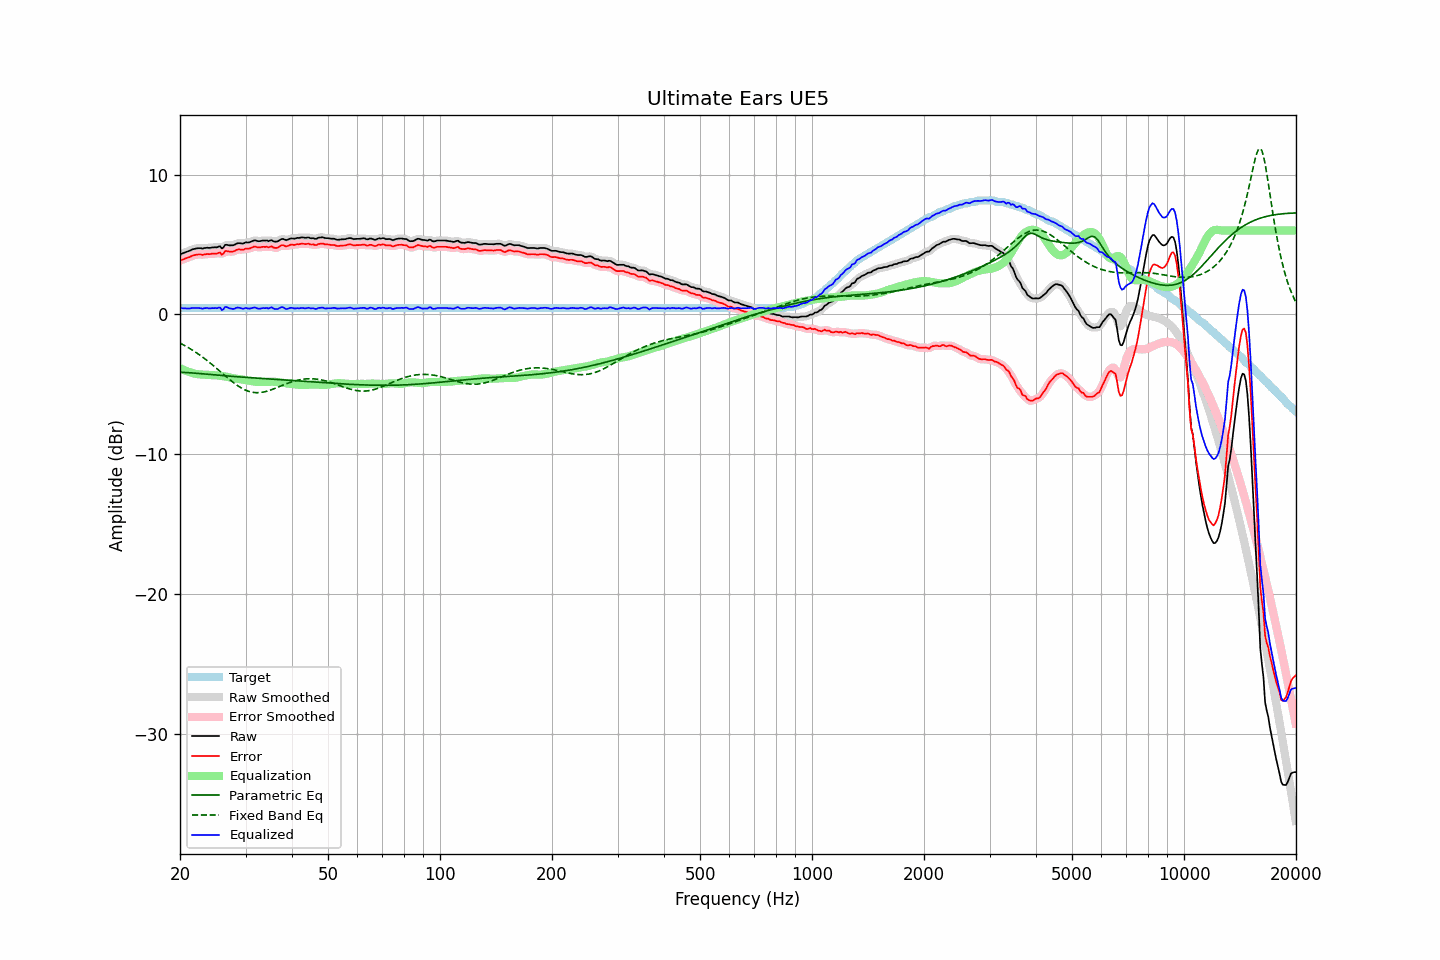 Ultimate Ears UE5
10
0
−10
−20
−30
Amplitude (dBr)
Target
Raw Smoothed
Error Smoothed
Raw
Error
Equalization
Parametric Eq
Fixed Band Eq
Equalized
20 50 100 200 500 1000 2000 5000 10000 20000
Frequency (Hz)